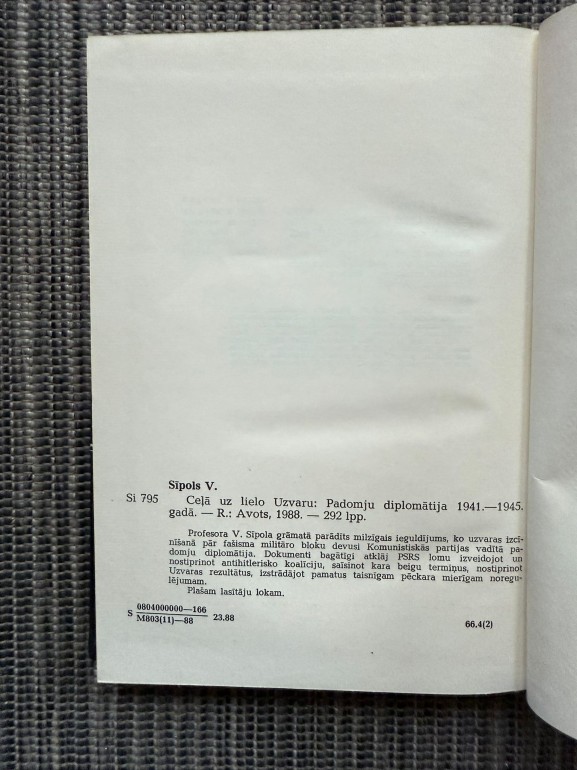 Sīpols V.
Si 795 Ceļā uz lielo Uzvaru: Padomju diplomātija 1941.—1945.
gadā. — R.: Avots, 1988. — 292 lpp.
Profesora V. Sīpola grāmatā parādīts milzīgais ieguldījums, ko uzvaras izcī-
nīšanā pār fašisma militāro bloku devusi Komunistiskās partijas vadītā pa-
domju diplomātija. Dokumenti bagātīgi atklāj PSRS lomu izveidojot un
nostiprinot antihitlerisko koalīciju, saīsinot kara beigu termiņus, nostiprinot
Uzvaras rezultātus, izstrādājot pamatus taisnīgam pēckara mierīgam noregu-
lējumam.
Plašam lasītāju lokam.
S 0804000000—166
M803(11)—88 23.88
66.4(2)